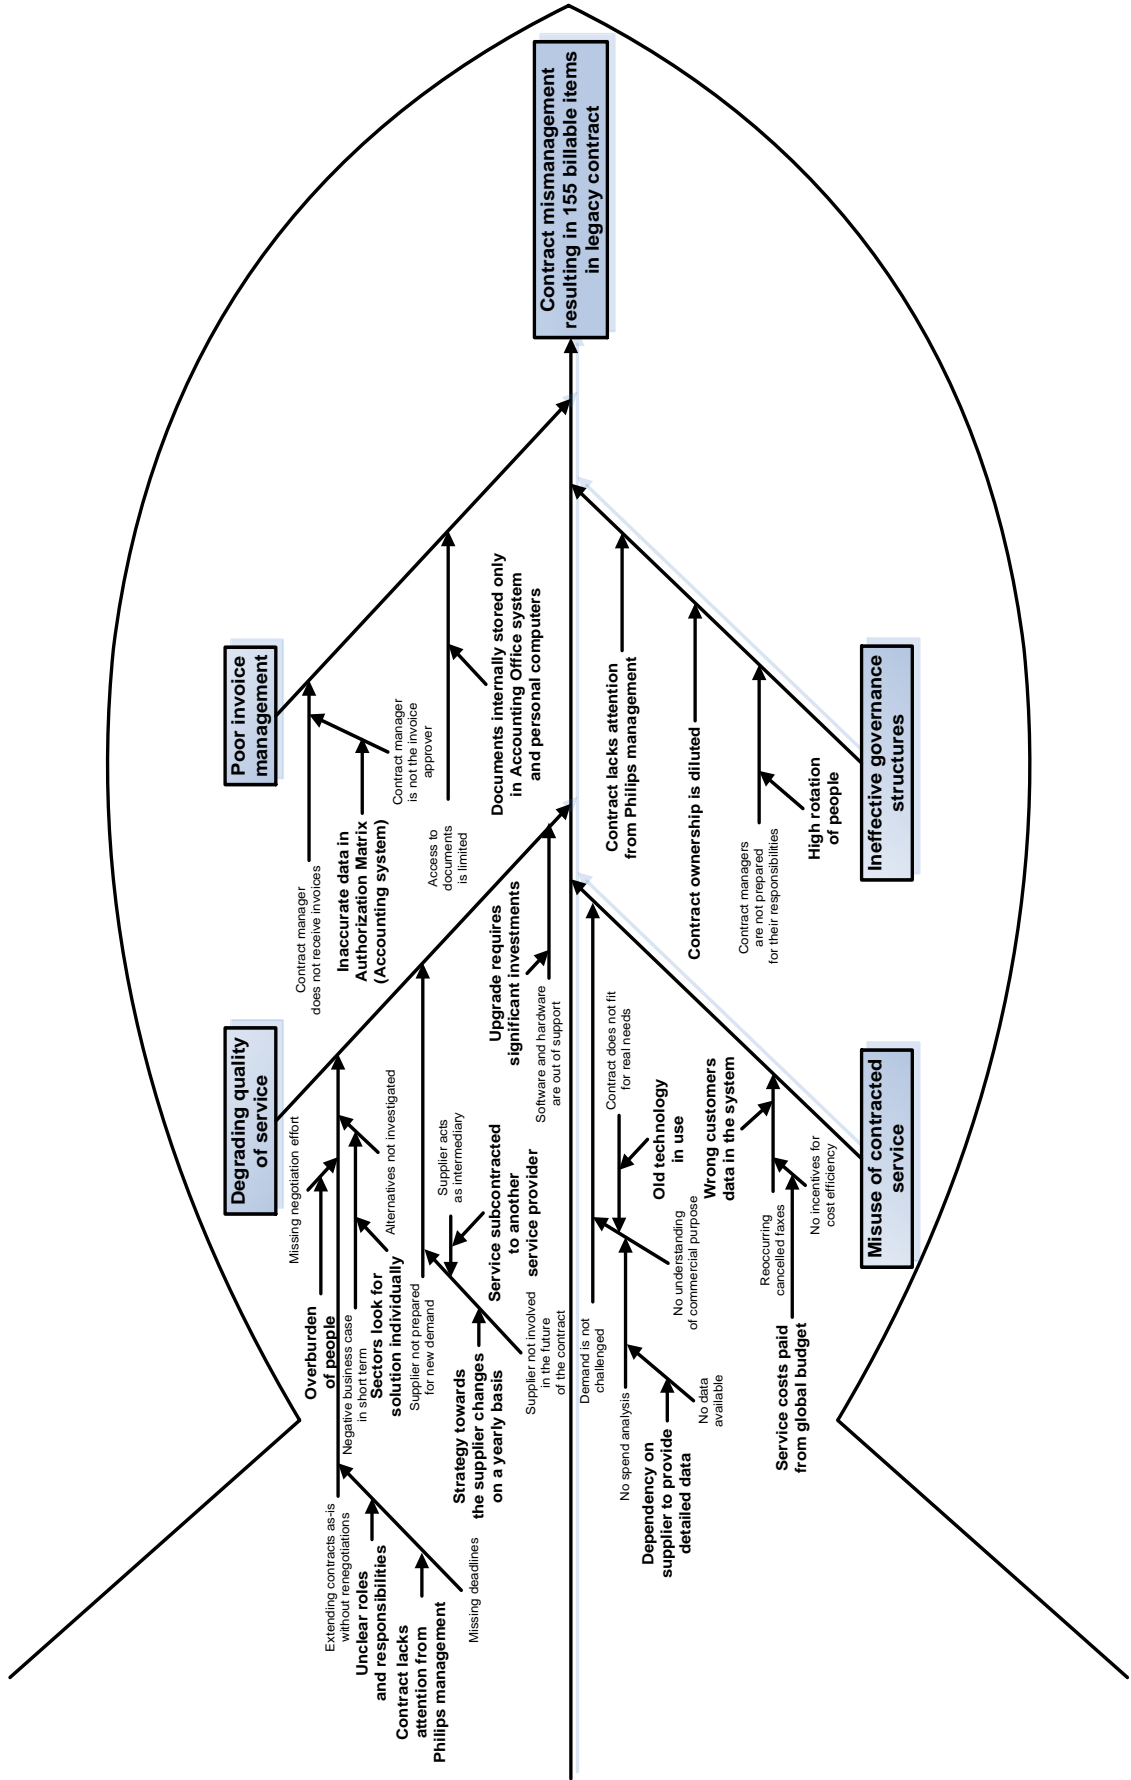 Contract mismanagement
resulting in 155 billable items
in legacy contract
Poor invoice
management
Contract manager
does not receive invoices
Inaccurate data in
Authorization Matrix
(Accounting system)
Contract manager
is not the invoice
approver
Access to
documents
is limited
Documents internally stored only
in Accounting Office system
and personal computers
Degrading quality
of service
Missing negotiation effort
Overburden
of people
Negative business case
in short term
Sectors look for
solution individually
Alternatives not investigated
Extending contracts as-is
without renegotiations
Unclear roles
and responsibilities
Contract lacks
attention from
Philips management
Missing deadlines
Supplier not prepared
for new demand
Supplier acts
as intermediary
Service subcontracted
to another
service provider
Strategy towards
the supplier changes
on a yearly basis
Supplier not involved
in the future
of the contract
Upgrade requires
significant investments
Software and hardware
are out of support
Contract lacks attention
from Philips management
Contract ownership is diluted
Contract managers
are not prepared
for their responsibilities
High rotation
of people
Ineffective governance
structures
Demand is not
challenged
Contract does not fit
for real needs
Old technology
in use
No understanding
of commercial purpose
No spend analysis
Dependency on
supplier to provide
detailed data
No data
available
Wrong customers
data in the system
Reoccurring
cancelled faxes
No incentives for
cost efficiency
Service costs paid
from global budget
Misuse of contracted
service